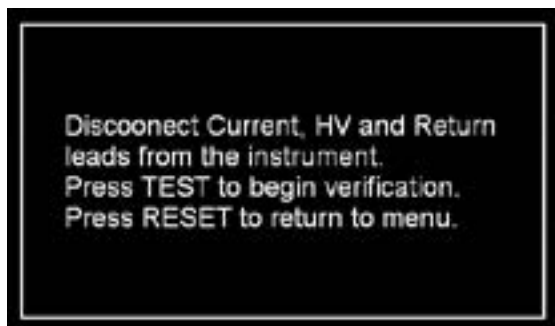 Discoonect Current, HV and Return
leads from the instrument.
Press TEST to begin verification.
Press RESET to return to menu.